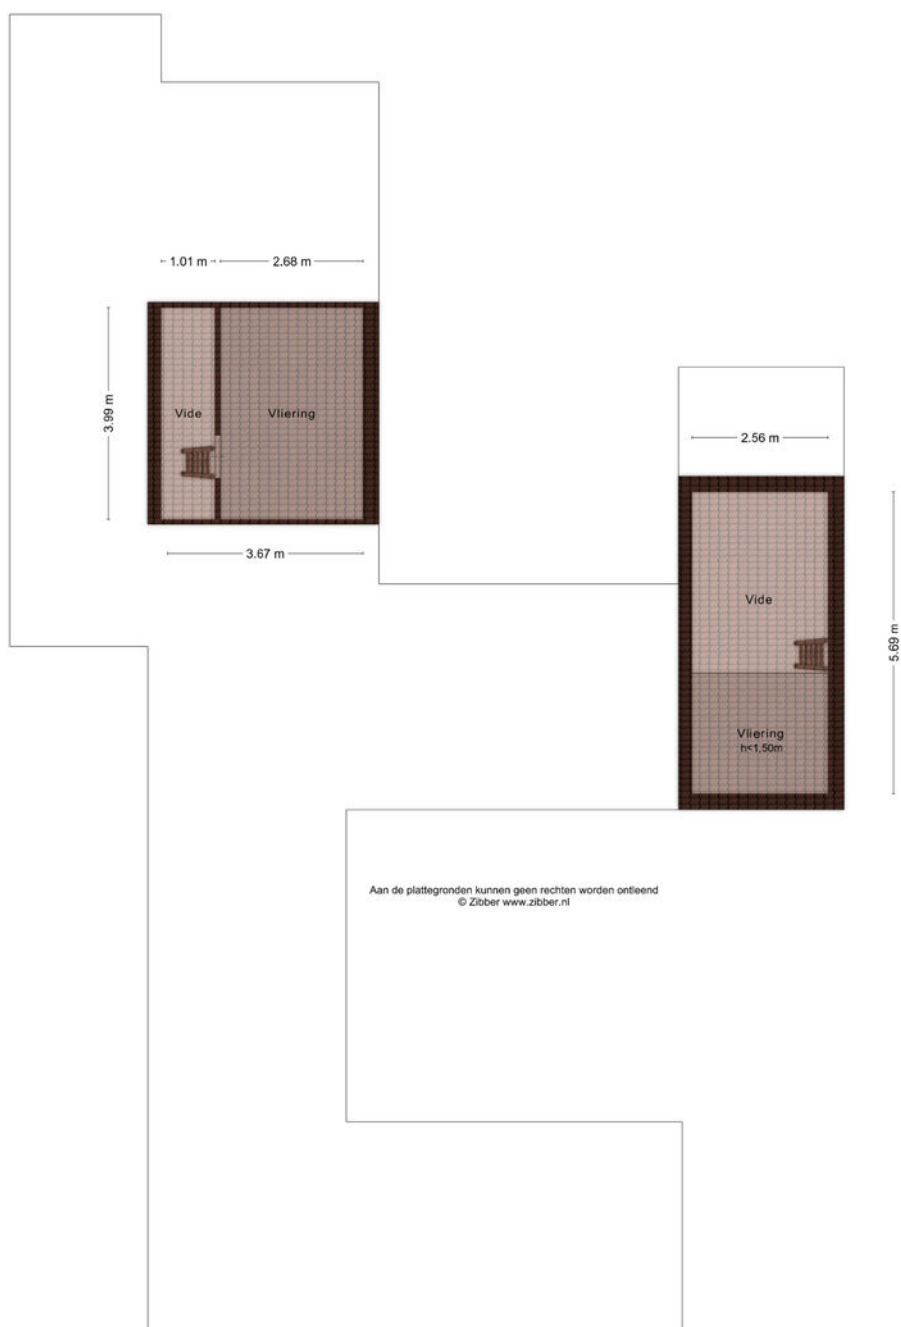 1.01 m
2.68 m
3.99 m
Vide
Vliering
3.67 m
2.56 m
Vide
5.69 m
Vliering
h<1,50m
Aan de plattegronden kunnen geen rechten worden ontleend
© Zibber www.zibber.nl